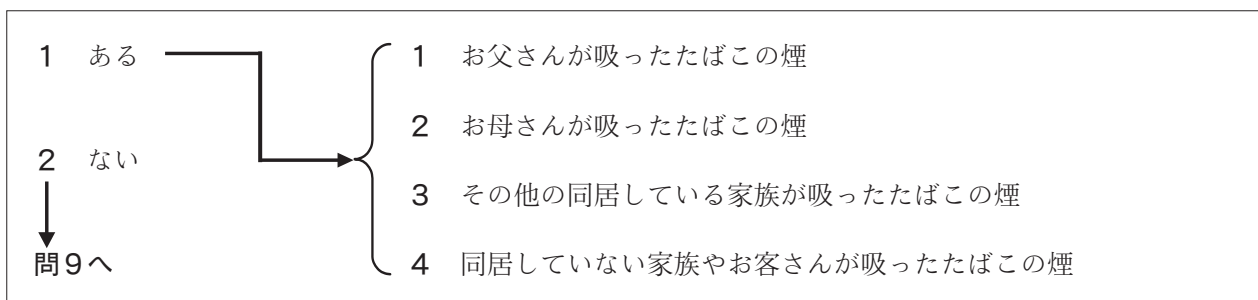 1 ある
2 ない
問9へ
1 お父さんが吸ったたばこの煙
2 お母さんが吸ったたばこの煙
3 その他の同居している家族が吸ったたばこの煙
4 同居していない家族やお客さんが吸ったたばこの煙